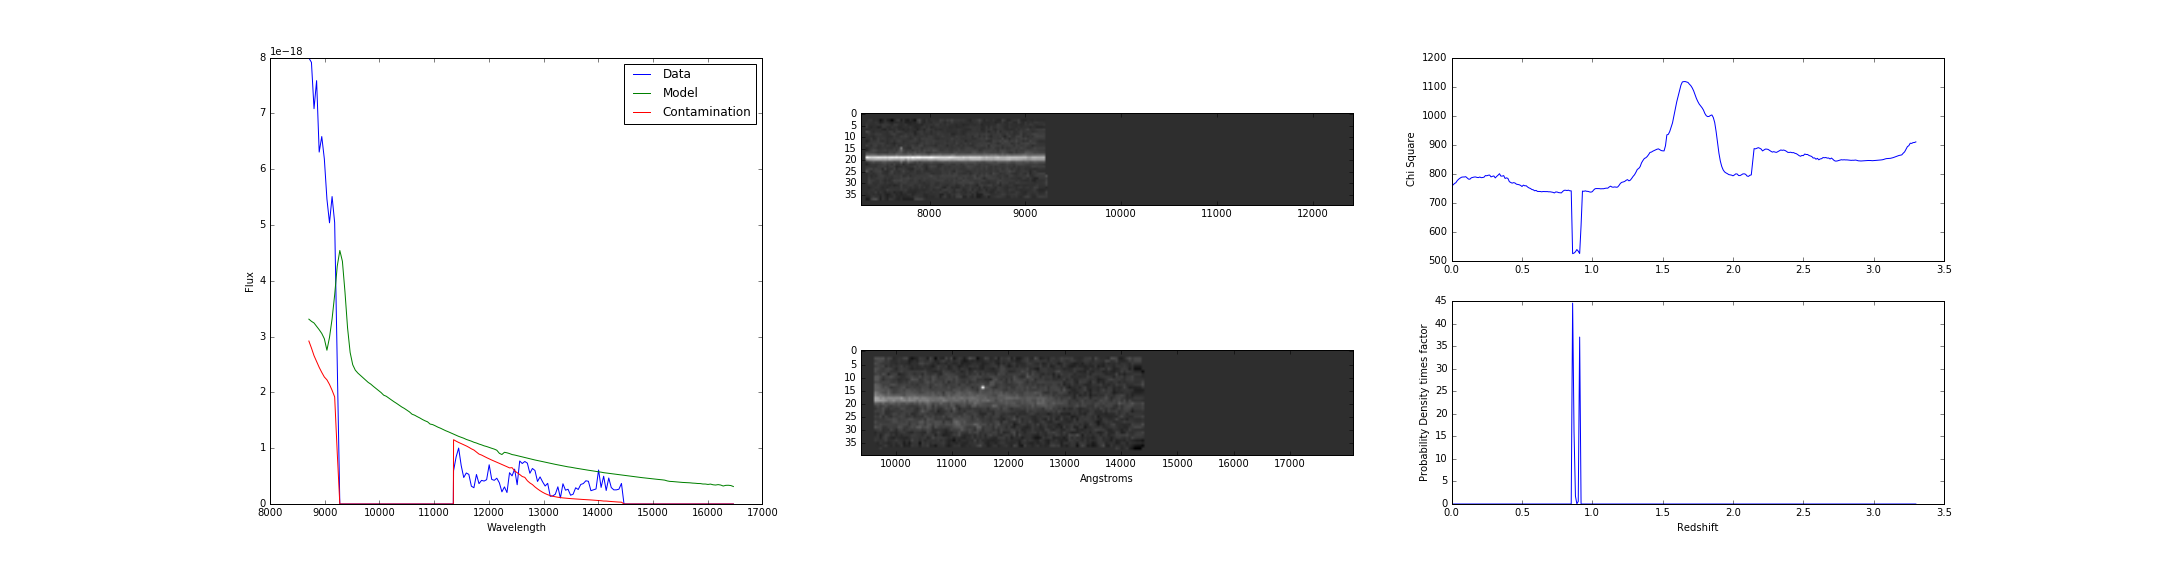 1e−18
8
7
6
5
4
3
2
1
0
Flux
Data
Model
Contamination
8000 9000 10000 11000 12000 13000 14000 15000 16000 17000
Wavelength
0
5
10
15
20
25
30
35
8000 9000 10000 11000 12000
0
5
10
15
20
25
30
35
10000 11000 12000 13000 14000 15000 16000 17000
Angstroms
1200
1100
1000
900
800
700
600
500
Chi Square
0.0 0.5 1.0 1.5 2.0 2.5 3.0 3.5
45
40
35
30
25
20
15
10
5
0
Probability Density times factor
0.0 0.5 1.0 1.5 2.0 2.5 3.0 3.5
Redshift